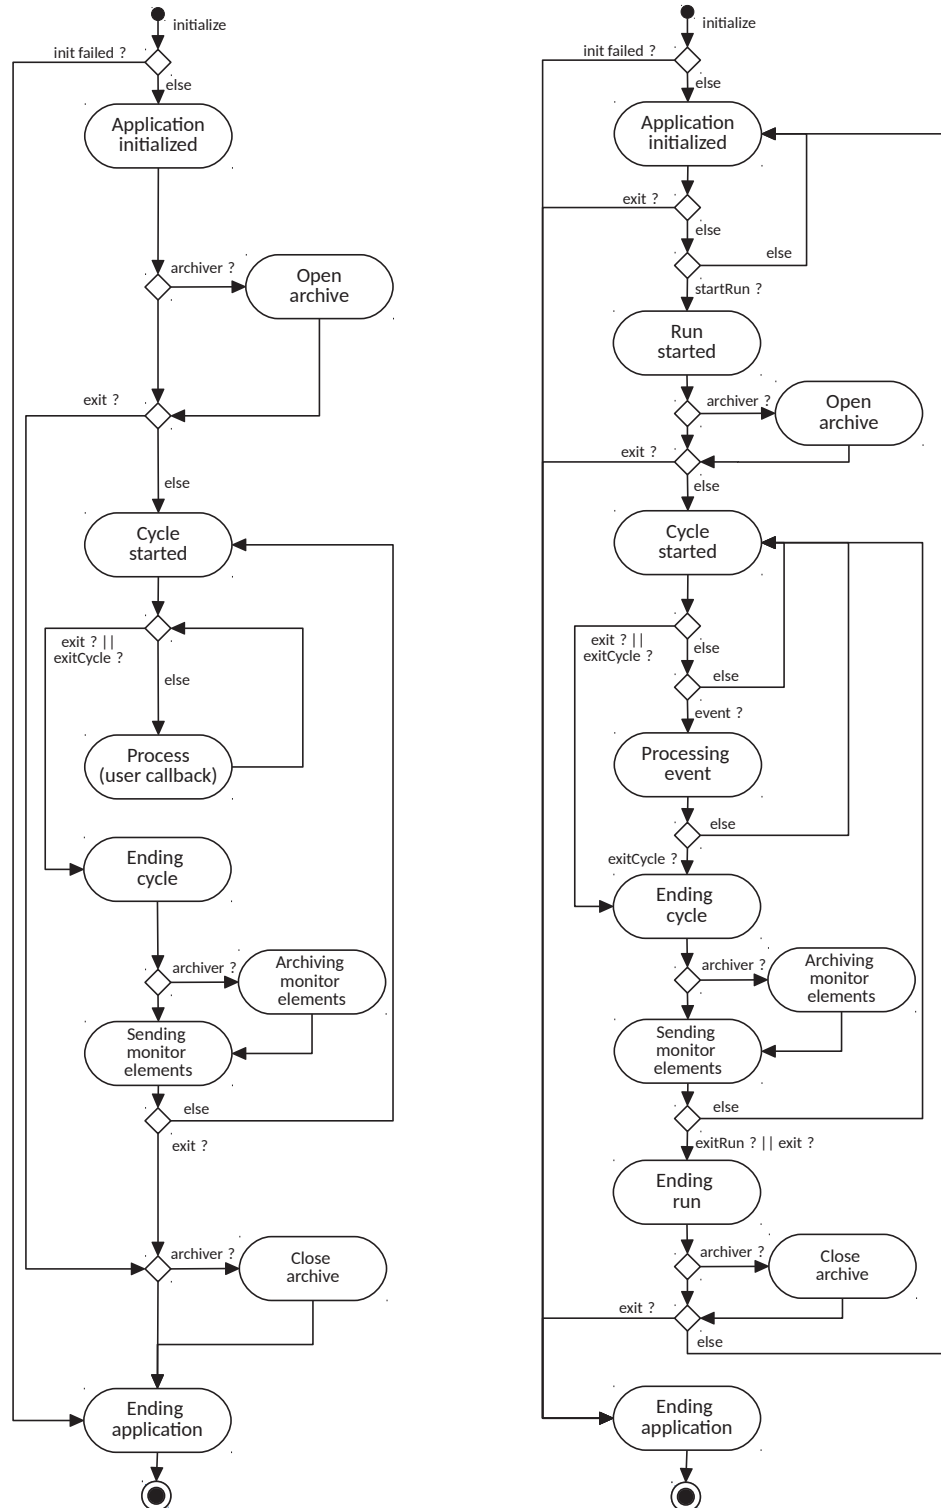 initialize
init failed ?
else
Application
initialized
archiver ?
Open
archive
exit ?
else
Cycle
started
exit ? ||
exitCycle ?
else
Process
(user callback)
Ending
cycle
archiver ?
Archiving
monitor
elements
Sending
monitor
elements
else
exit ?
archiver ?
Close
archive
Ending
application
initialize
init failed ?
else
Application
initialized
exit ?
else
else
startRun ?
Run
started
archiver ?
Open
archive
exit ?
else
Cycle
started
exit ? ||
exitCycle ?
else
else
event ?
Processing
event
else
exitCycle ?
Ending
cycle
archiver ?
Archiving
monitor
elements
Sending
monitor
elements
else
exitRun ? || exit ?
Ending
run
archiver ?
Close
archive
exit ?
else
Ending
application